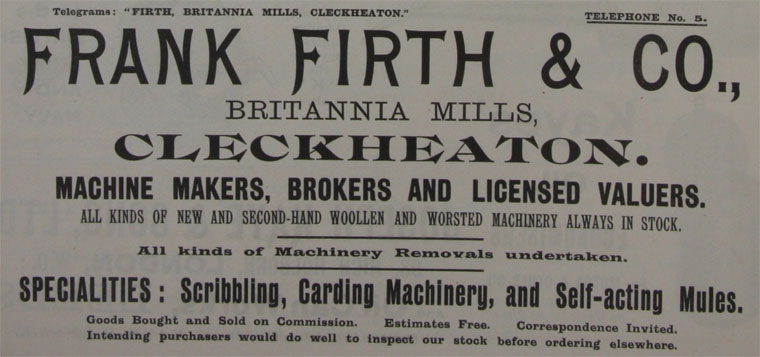 Telegrams: "FIRTH, BRITANNIA MILLS, CLECKHEATON." TELEPHONE No. 5.
FRANK FIRTH & CO.,
BRITANNIA MILLS,
CLECKHEATON.
MACHINE MAKERS, BROKERS AND LICENSED VALUERS.
ALL KINDS OF NEW AND SECOND-HAND WOOLLEN AND WORSTED MACHINERY ALWAYS IN STOCK.
All kinds of Machinery Removals undertaken.
SPECIALITIES: Scribbling, Carding Machinery, and Self-acting Mules.
Goods Bought and Sold on Commission. Estimates Free. Correspondence Invited.
Intending purchasers would do well to inspect our stock before ordering elsewhere.